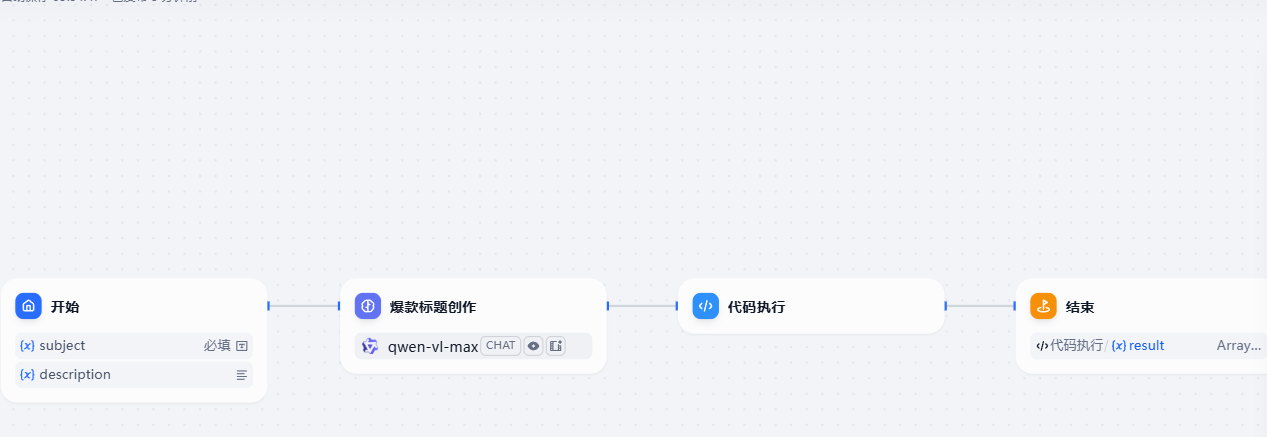 开始
{x} subject 必填
{x} description
爆款标题创作
qwen-vl-max CHAT
代码执行
结束
代码执行/{x} result Array...